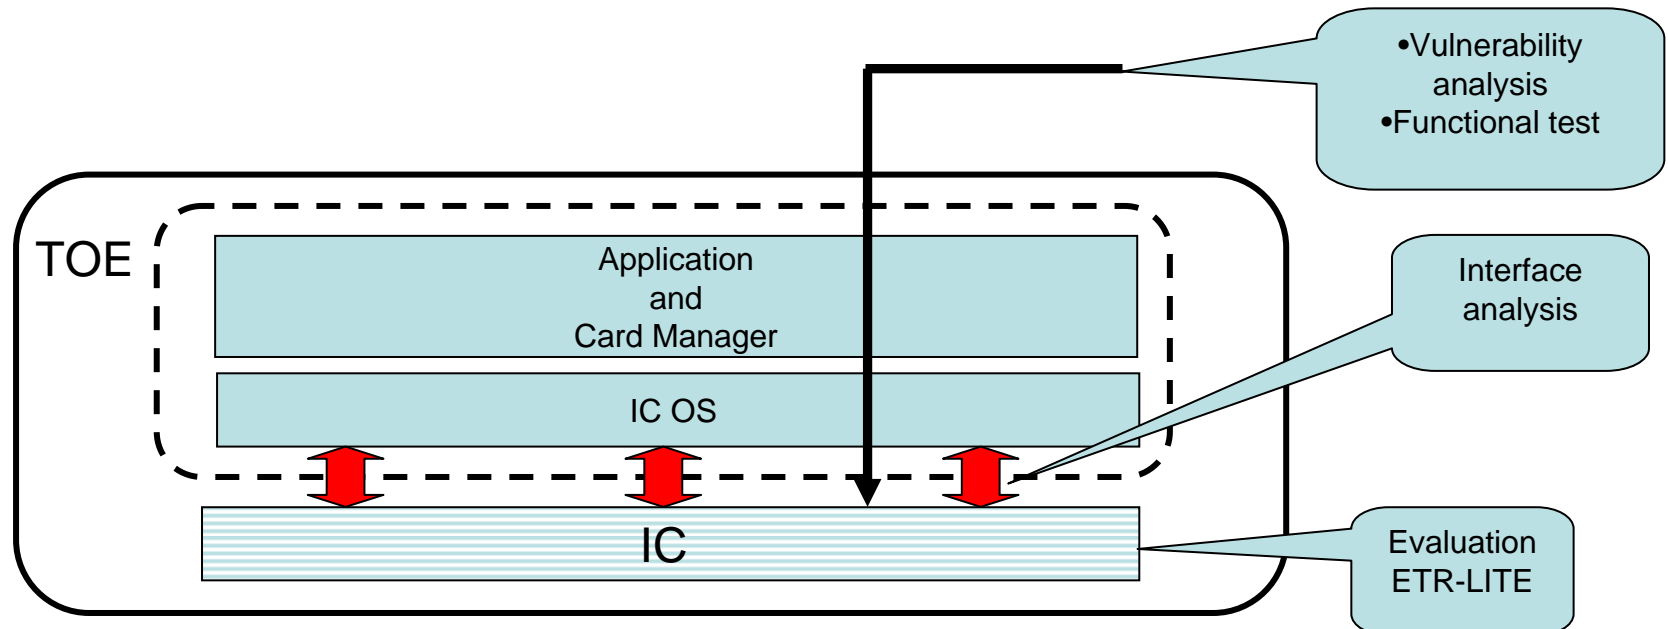 •Vulnerability
analysis
•Functional test
TOE
Application
and
Card Manager
Interface
analysis
IC OS
IC
Evaluation
ETR-LITE